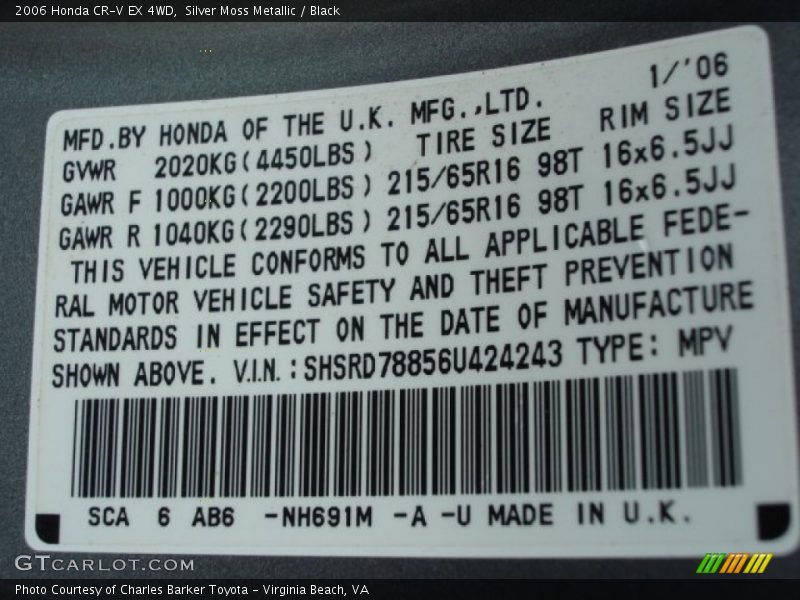 2006 Honda CR-V EX 4WD,  Silver Moss Metallic / Black
1/'06
MFD.BY HONDA OF THE U.K. MFG.,LTD.
GVWR 2020KG(4450LBS) TIRE SIZE RIM SIZE
GAWR F 1000KG(2200LBS) 215/65R16 98T 16x6.5JJ
GAWR R 1040KG(2290LBS) 215/65R16 98T 16x6.5JJ
THIS VEHICLE CONFORMS TO ALL APPLICABLE FEDE-
RAL MOTOR VEHICLE SAFETY AND THEFT PREVENTION
STANDARDS IN EFFECT ON THE DATE OF MANUFACTURE
SHOWN ABOVE. V.I.N.:SHSRD78856U424243 TYPE: MPV
SCA 6 AB6 -NH691M -A -U MADE IN U.K.
GTCARLOT.COM
Photo Courtesy of Charles Barker Toyota - Virginia Beach, VA